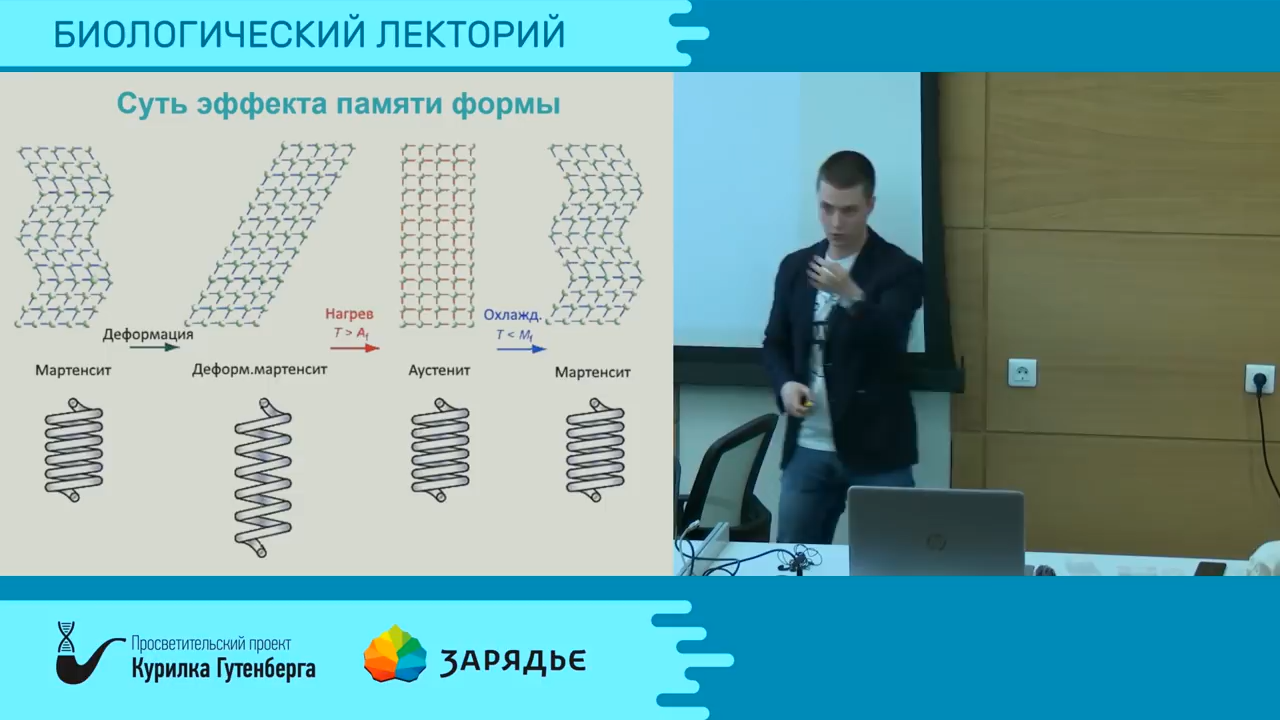 БИОЛОГИЧЕСКИЙ ЛЕКТОРИЙ
Суть эффекта памяти формы
Деформация
Нагрев
T > Af
Охлажд.
T < Mf
Мартенсит
Деформ.мартенсит
Аустенит
Мартенсит
Просветительский проект
Курилка Гутенберга
ЗАРЯДЬЕ